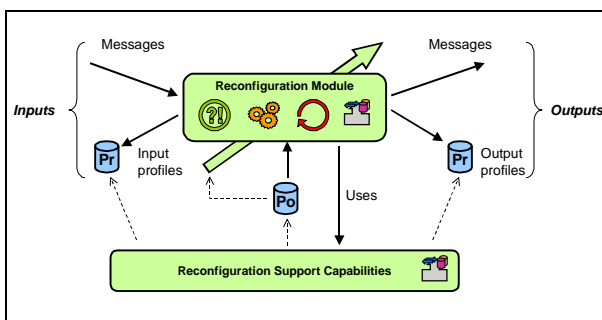 Messages
Messages
Reconfiguration Module
?!
Inputs
Outputs
Pr
Input
profiles
Pr
Output
profiles
Po
Uses
Reconfiguration Support Capabilities